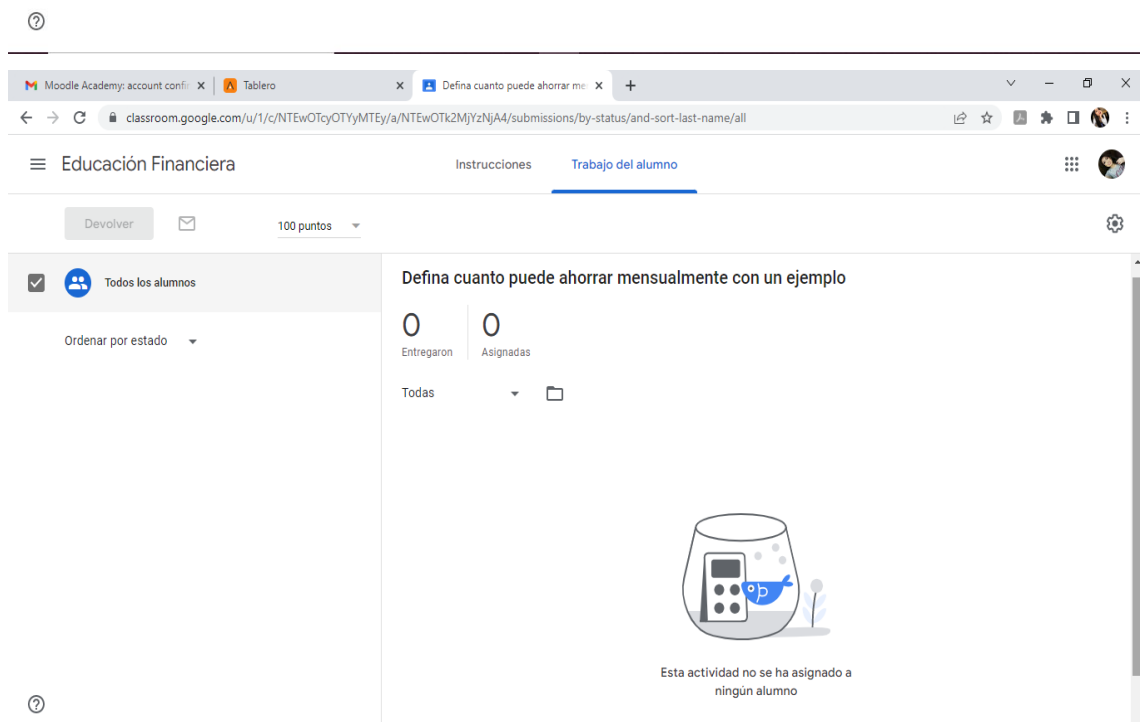 Moodle Academy: account confir
Tablero
Defina cuanto puede ahorrar me
classroom.google.com/u/1/c/NTEwOTcyOTYyMTEy/a/NTEwOTk2MjYzNjA4/submissions/by-status/and-sort-last-name/all
Educación Financiera
Instrucciones
Trabajo del alumno
Devolver
100 puntos
Todos los alumnos
Ordenar por estado
Defina cuanto puede ahorrar mensualmente con un ejemplo
0
0
Entregaron
Asignadas
Todas
Esta actividad no se ha asignado a
ningún alumno